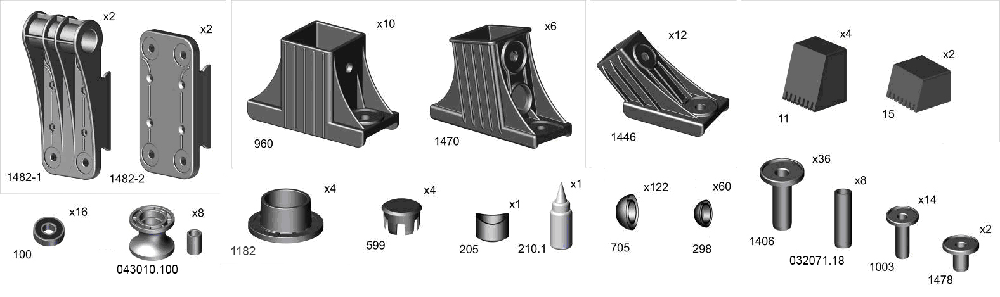 x2
x2
1482-1
1482-2
x10
x6
960
1470
x12
1446
x4
x2
11
15
x16
100
x8
043010.100
x4
1182
x4
599
x1
205
x1
210.1
x122
705
x60
298
x36
1406
x8
032071.18
x14
1003
x2
1478